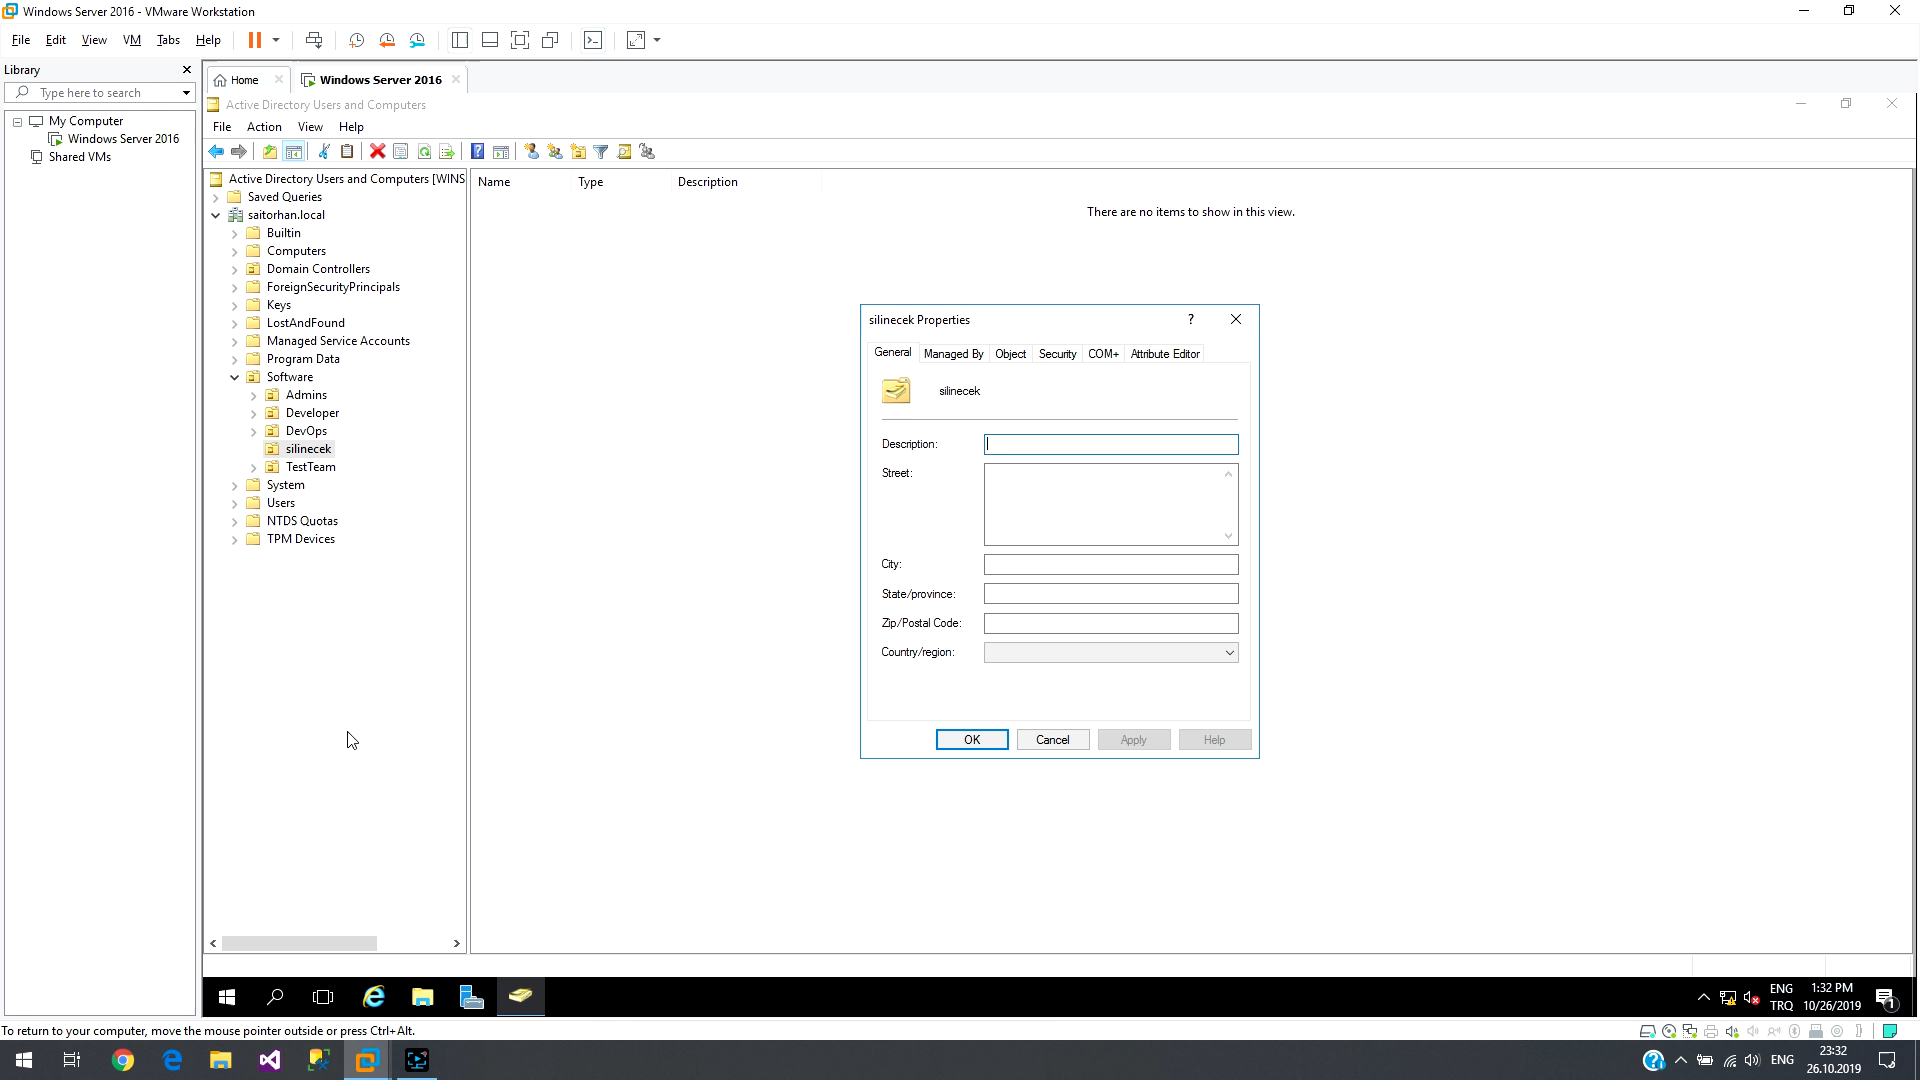 Windows Server 2016 - VMware Workstation
File Edit View VM Tabs Help
Library
Type here to search
My Computer
Windows Server 2016
Shared VMs
Home
Windows Server 2016
Active Directory Users and Computers
File Action View Help
Active Directory Users and Computers [WINS
Saved Queries
saitorhan.local
Builtin
Computers
Domain Controllers
ForeignSecurityPrincipals
Keys
LostAndFound
Managed Service Accounts
Program Data
Software
Admins
Developer
DevOps
silinecek
TestTeam
System
Users
NTDS Quotas
TPM Devices
Name Type Description
There are no items to show in this view.
silinecek Properties
?
General Managed By Object Security COM+ Attribute Editor
silinecek
Description:
Street:
City:
State/province:
Zip/Postal Code:
Country/region:
OK Cancel Apply Help
ENG 1:32 PM
TRQ 10/26/2019
1
To return to your computer, move the mouse pointer outside or press Ctrl+Alt.
ENG
23:32
26.10.2019